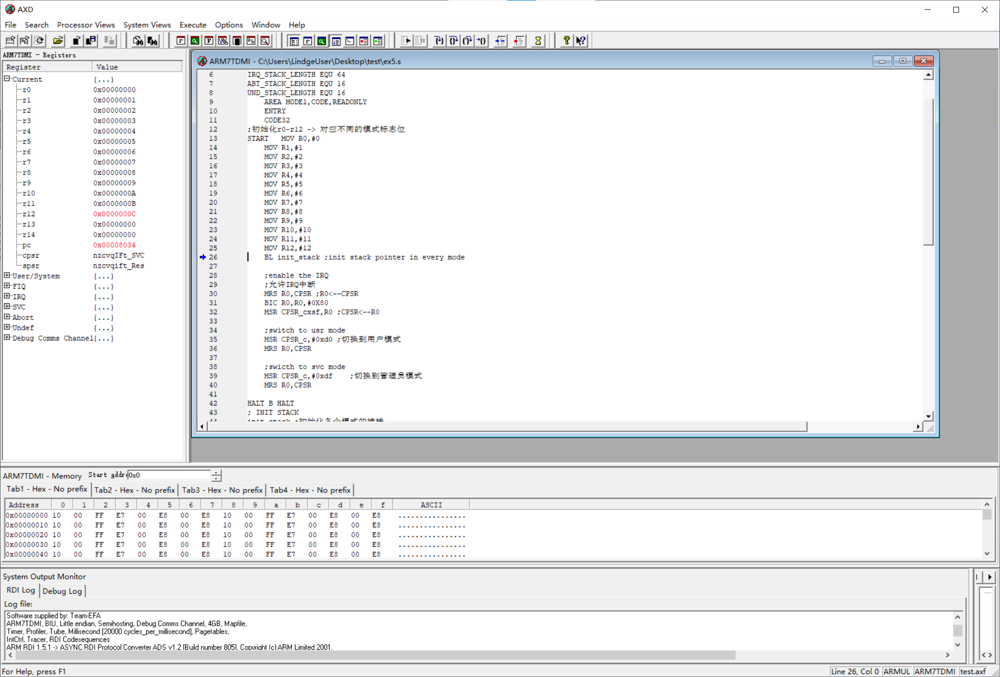 AXD
File Search Processor Views System Views Execute Options Window Help
ARM7TDMI - Registers
Register Value
Current {...}
r0 0x00000000
r1 0x00000001
r2 0x00000002
r3 0x00000003
r4 0x00000004
r5 0x00000005
r6 0x00000006
r7 0x00000007
r8 0x00000008
r9 0x00000009
r10 0x0000000A
r11 0x0000000B
r12 0x0000000C
r13 0x00000000
r14 0x00000000
pc 0x00008034
cpsr nzcvqIFt_SVC
spsr nzcvqift_Res
User/System {...}
FIQ {...}
IRQ {...}
SVC {...}
Abort {...}
Undef {...}
Debug Comms Channel{...}
ARM7TDMI - C:\Users\LindgeUser\Desktop\test\ex5.s
6 IRQ_STACK_LENGTH EQU 64
7 ABT_STACK_LENGTH EQU 16
8 UND_STACK_LENGTH EQU 16
9 AREA MODE1,CODE,READONLY
10 ENTRY
11 CODE32
12 ;初始化r0-r12 -> 对应不同的模式标志位
13 START MOV R0,#0
14 MOV R1,#1
15 MOV R2,#2
16 MOV R3,#3
17 MOV R4,#4
18 MOV R5,#5
19 MOV R6,#6
20 MOV R7,#7
21 MOV R8,#8
22 MOV R9,#9
23 MOV R10,#10
24 MOV R11,#11
25 MOV R12,#12
26 BL init_stack ;init stack pointer in every mode
27
28 ;enable the IRQ
29 ;允许IRQ中断
30 MRS R0,CPSR ;R0<--CPSR
31 BIC R0,R0,#0X80
32 MSR CPSR_cxsf,R0 ;CPSR<--R0
33
34 ;switch to usr mode
35 MSR CPSR_c,#0xd0 ;切换到用户模式
36 MRS R0,CPSR
37
38 ;swicth to svc mode
39 MSR CPSR_c,#0xdf ;切换到管理员模式
40 MRS R0,CPSR
41
42 HALT B HALT
43 ; INIT STACK
44 init_stack ;初始化各个模式的堆栈
ARM7TDMI - Memory Start addre 0x0
Tab1 - Hex - No prefix Tab2 - Hex - No prefix Tab3 - Hex - No prefix Tab4 - Hex - No prefix
Address 0 1 2 3 4 5 6 7 8 9 a b c d e f ASCII
0x00000000 10 00 FF E7 00 E8 00 E8 10 00 FF E7 00 E8 00 E8 ................
0x00000010 10 00 FF E7 00 E8 00 E8 10 00 FF E7 00 E8 00 E8 ................
0x00000020 10 00 FF E7 00 E8 00 E8 10 00 FF E7 00 E8 00 E8 ................
0x00000030 10 00 FF E7 00 E8 00 E8 10 00 FF E7 00 E8 00 E8 ................
0x00000040 10 00 FF E7 00 E8 00 E8 10 00 FF E7 00 E8 00 E8 ................
System Output Monitor
RDI Log Debug Log
Log file:
Software supplied by: Team-EFA
ARM7TDMI, BIU, Little endian, Semihosting, Debug Comms Channel, 4GB, Mapfile,
Timer, Profiler, Tube, Millisecond [20000 cycles_per_millisecond], Pagetables,
IntCtrl, Tracer, RDI Codesequences
ARM RDI 1.5.1 -> ASYNC RDI Protocol Converter ADS v1.2 [Build number 805]. Copyright (c) ARM Limited 2001.
For Help, press F1
Line 26, Col 0 ARMUL ARM7TDMI test.axf